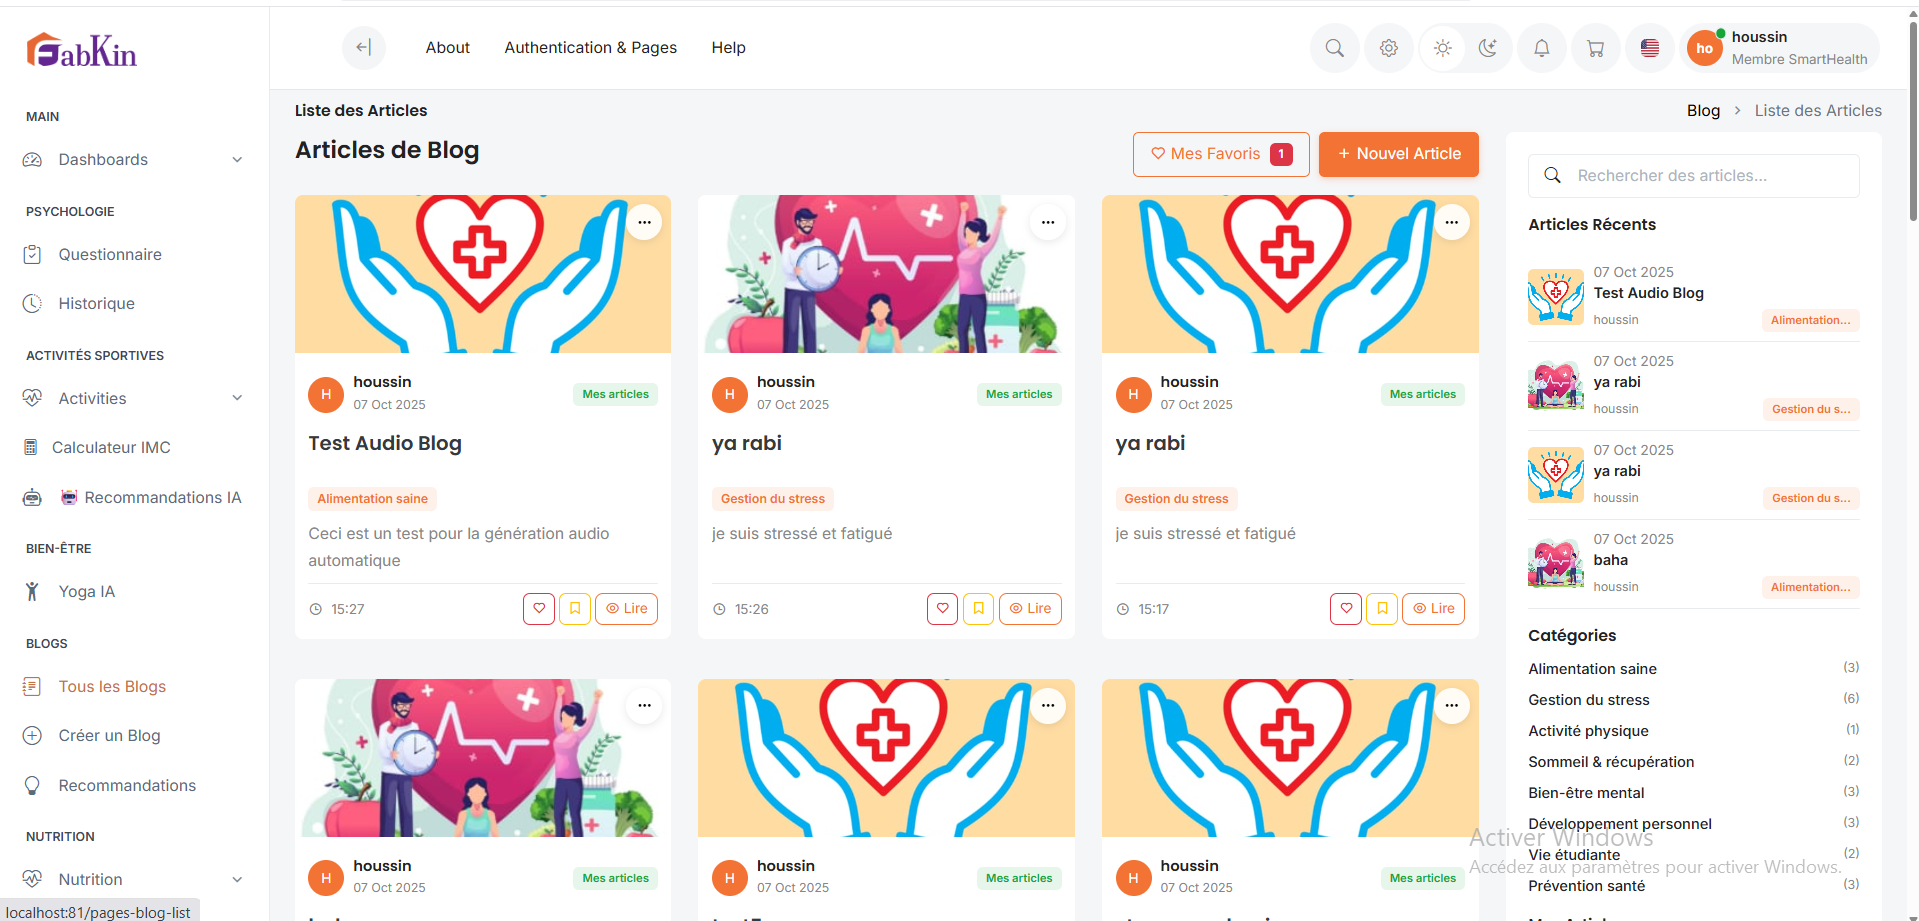 FabKin
About
Authentication & Pages
Help
ho
houssin
Membre SmartHealth
MAIN
Dashboards
PSYCHOLOGIE
Questionnaire
Historique
ACTIVITÉS SPORTIVES
Activities
Calculateur IMC
Recommandations IA
BIEN-ÊTRE
Yoga IA
BLOGS
Tous les Blogs
Créer un Blog
Recommandations
NUTRITION
Nutrition
localhost:81/pages-blog-list
Liste des Articles
Blog > Liste des Articles
Articles de Blog
Mes Favoris 1
+ Nouvel Article
H
houssin
07 Oct 2025
Mes articles
Test Audio Blog
Alimentation saine
Ceci est un test pour la génération audio
automatique
15:27
Lire
H
houssin
07 Oct 2025
Mes articles
ya rabi
Gestion du stress
je suis stressé et fatigué
15:26
Lire
H
houssin
07 Oct 2025
Mes articles
ya rabi
Gestion du stress
je suis stressé et fatigué
15:17
Lire
H
houssin
07 Oct 2025
Mes articles
H
houssin
07 Oct 2025
Mes articles
H
houssin
07 Oct 2025
Mes articles
Rechercher des articles...
Articles Récents
07 Oct 2025
Test Audio Blog
houssin
Alimentation...
07 Oct 2025
ya rabi
houssin
Gestion du s...
07 Oct 2025
ya rabi
houssin
Gestion du s...
07 Oct 2025
baha
houssin
Alimentation...
Catégories
Alimentation saine (3)
Gestion du stress (6)
Activité physique (1)
Sommeil & récupération (2)
Bien-être mental (3)
Développement personnel (3)
Vie étudiante (2)
Prévention santé (3)
Activer Windows
Accédez aux paramètres pour activer Windows.